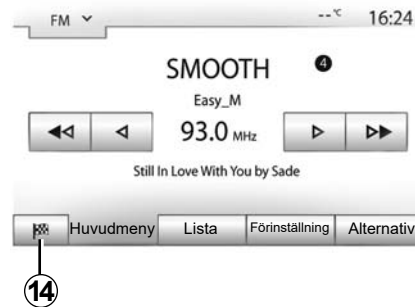 FM --°C 16:24
SMOOTH 4
Easy_M
93.0 MHz
Still In Love With You by Sade
Huvudmeny Lista Förinställning Alternativ
14